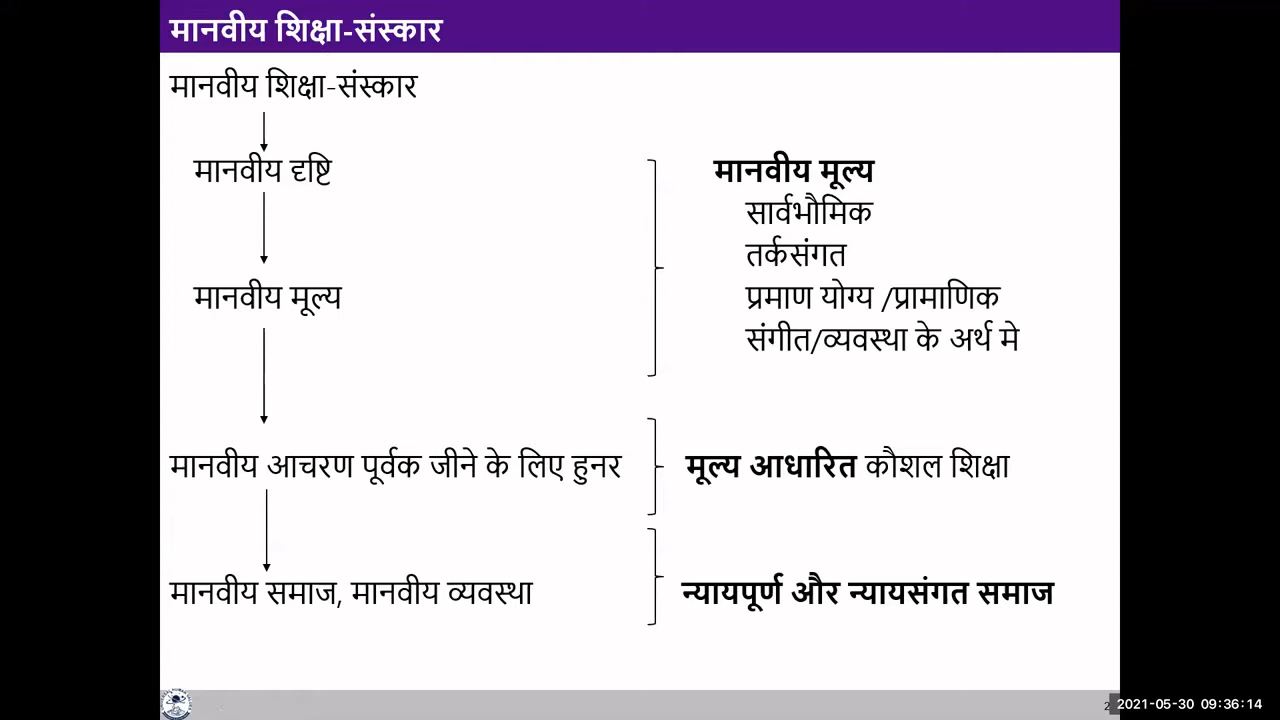 मानवीय शिक्षा-संस्कार
मानवीय शिक्षा-संस्कार
मानवीय दृष्टि
मानवीय मूल्य
सार्वभौमिक
तर्कसंगत
मानवीय मूल्य
प्रमाण योग्य /प्रामाणिक
संगीत/व्यवस्था के अर्थ मे
मानवीय आचरण पूर्वक जीने के लिए हुनर
मूल्य आधारित कौशल शिक्षा
मानवीय समाज, मानवीय व्यवस्था
न्यायपूर्ण और न्यायसंगत समाज
2021-05-30 09:36:14